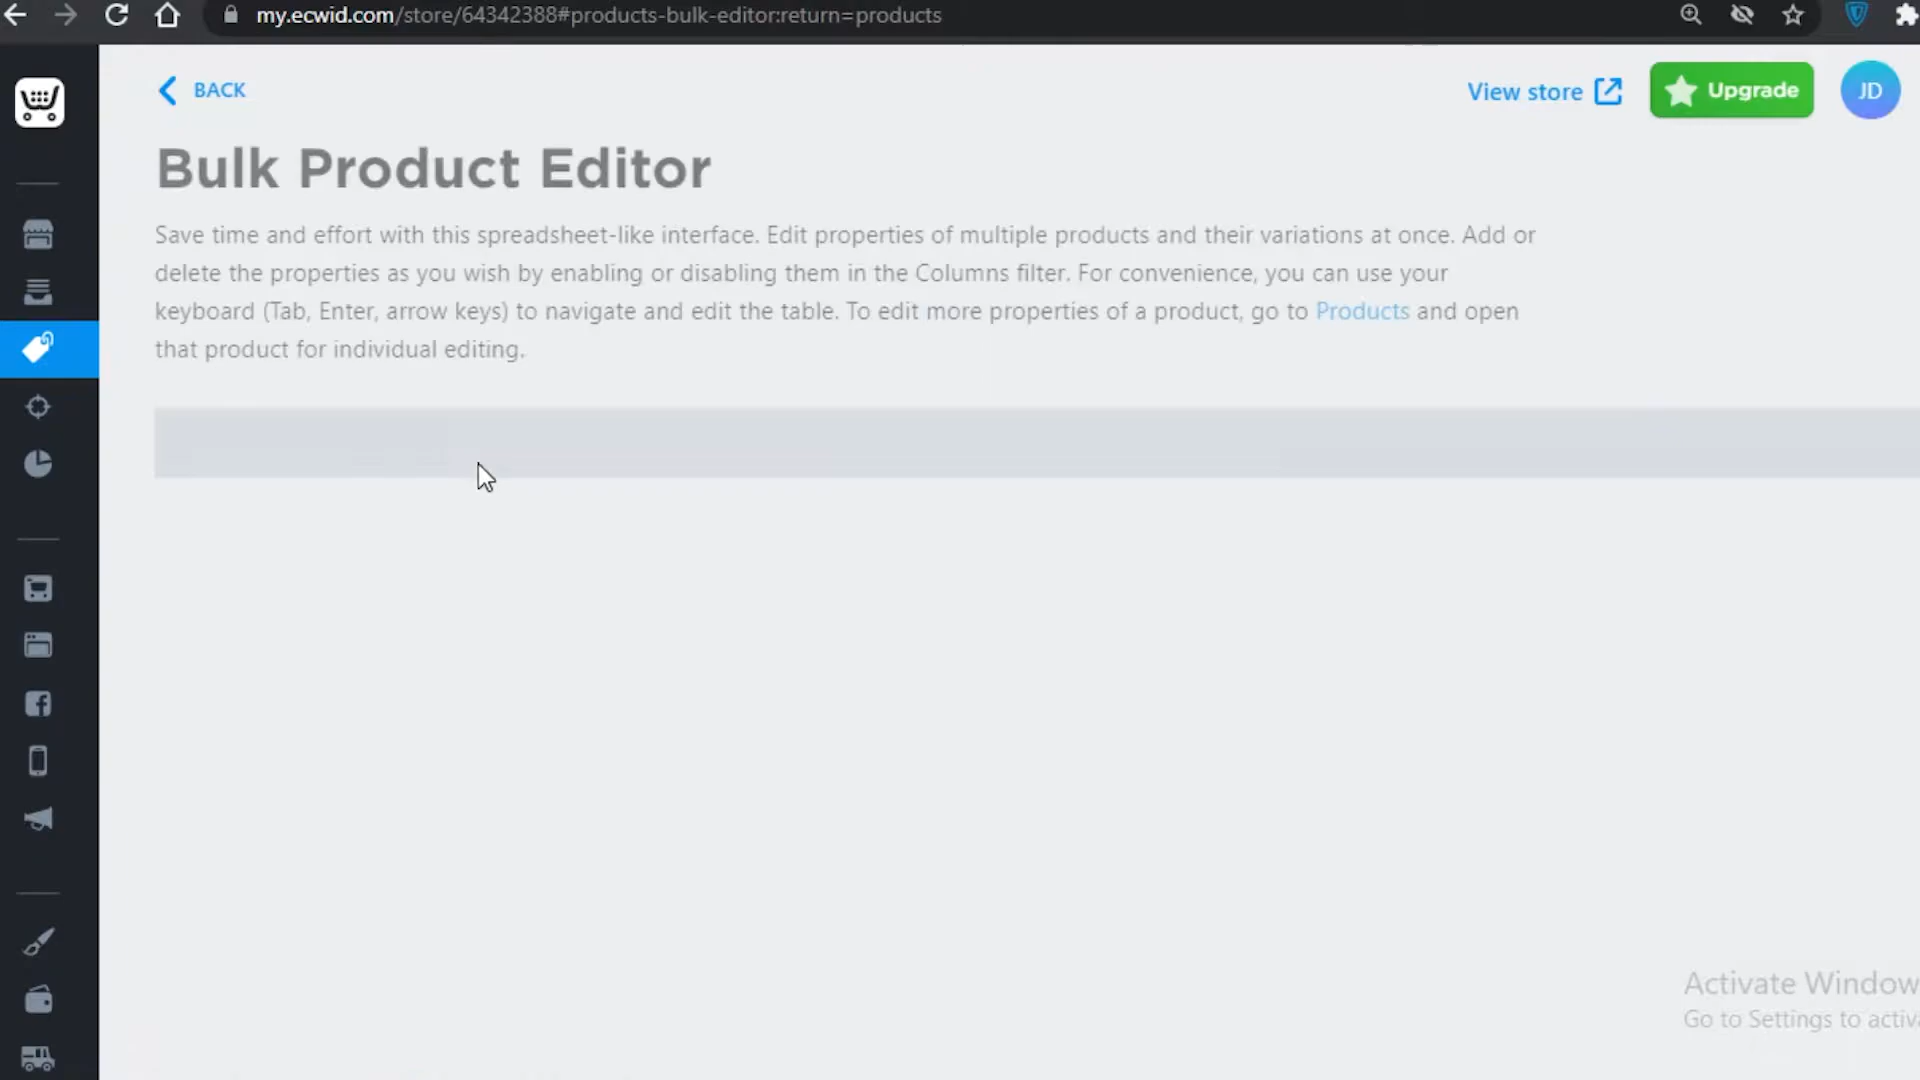 my.ecwid.com/store/64342388#products-bulk-editor:return=products
BACK
View store
Upgrade
JD
Bulk Product Editor
Save time and effort with this spreadsheet-like interface. Edit properties of multiple products and their variations at once. Add or
delete the properties as you wish by enabling or disabling them in the Columns filter. For convenience, you can use your
keyboard (Tab, Enter, arrow keys) to navigate and edit the table. To edit more properties of a product, go to Products and open
that product for individual editing.
Activate Window
Go to Settings to activa